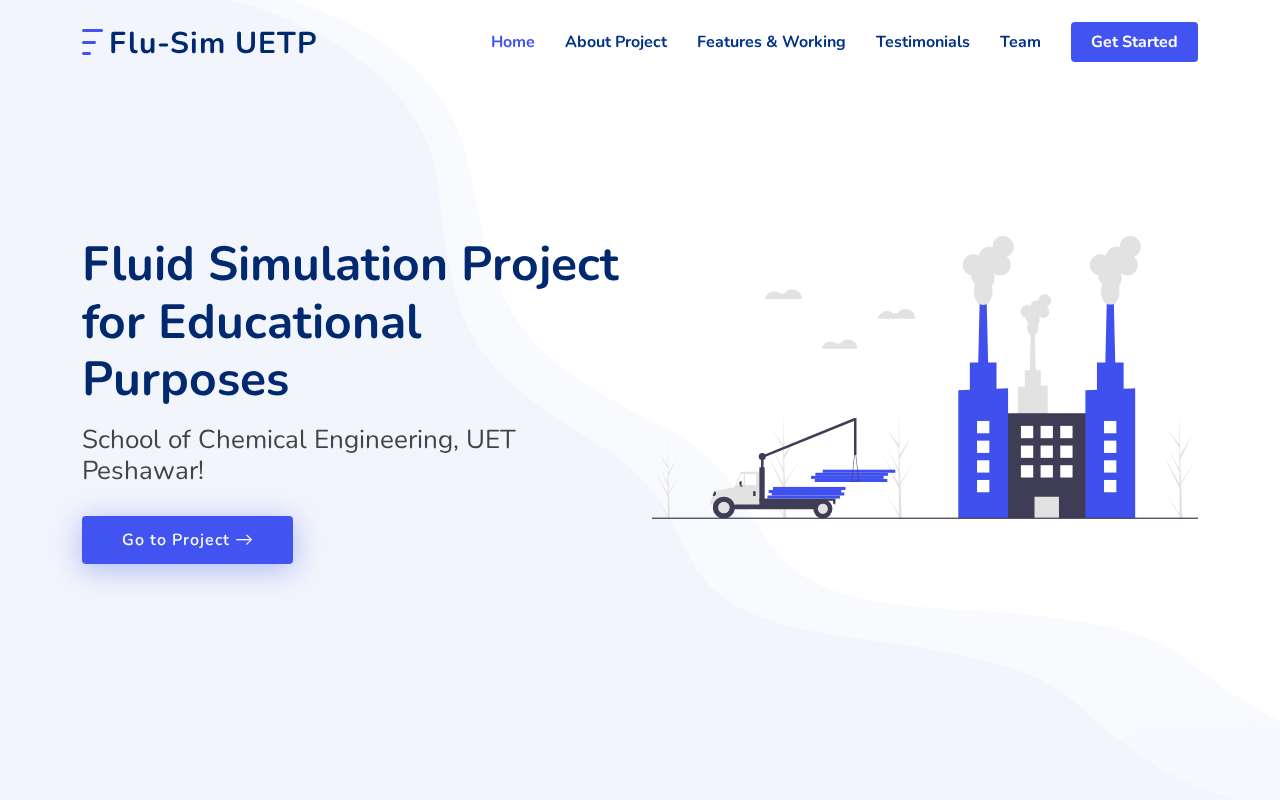 Flu-Sim UETP
Home
About Project
Features & Working
Testimonials
Team
Get Started
Fluid Simulation Project
for Educational
Purposes
School of Chemical Engineering, UET
Peshawar!
Go to Project →